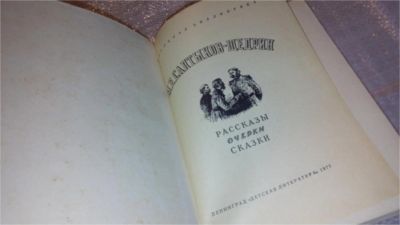 М.Е.САЛТЫКОВ-ЩЕДРИН
РАССКАЗЫ
ОЧЕРКИ
СКАЗКИ
ЛЕНИНГРАД «ДЕТСКАЯ ЛИТЕРАТУРА»